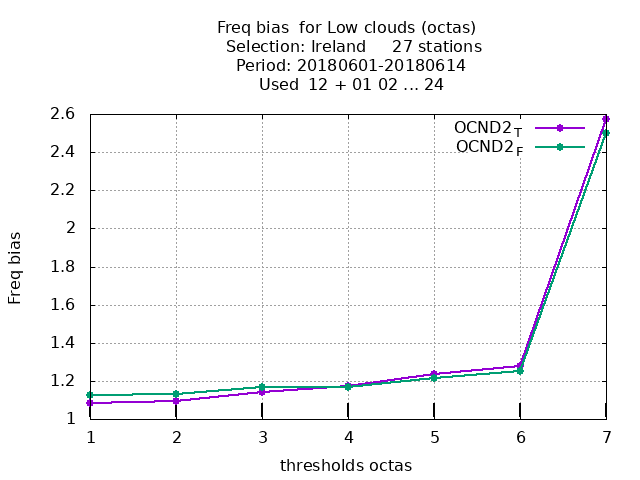 Freq bias  for Low clouds (octas)
Selection: Ireland     27 stations
Period: 20180601-20180614
Used  12 + 01 02 ... 24
OCND2T
OCND2F
Freq bias
2.6
2.4
2.2
2
1.8
1.6
1.4
1.2
1
1 2 3 4 5 6 7
thresholds octas